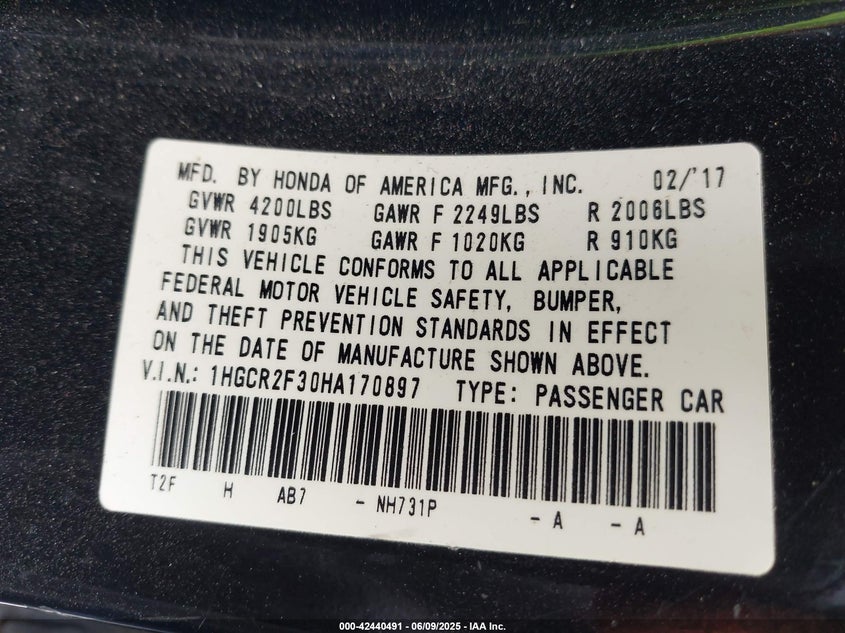 MFD. BY HONDA OF AMERICA MFG., INC. 02/'17
GVWR 4200LBS GAWR F 2249LBS R 2006LBS
GVWR 1905KG GAWR F 1020KG R 910KG
THIS VEHICLE CONFORMS TO ALL APPLICABLE
FEDERAL MOTOR VEHICLE SAFETY, BUMPER,
AND THEFT PREVENTION STANDARDS IN EFFECT
ON THE DATE OF MANUFACTURE SHOWN ABOVE.
V.I.N.: 1HGCR2F30HA170897 TYPE: PASSENGER CAR
T2F H AB7 - NH731P - A - A
000-42440491 | 06/09/2025 - IAA Inc.